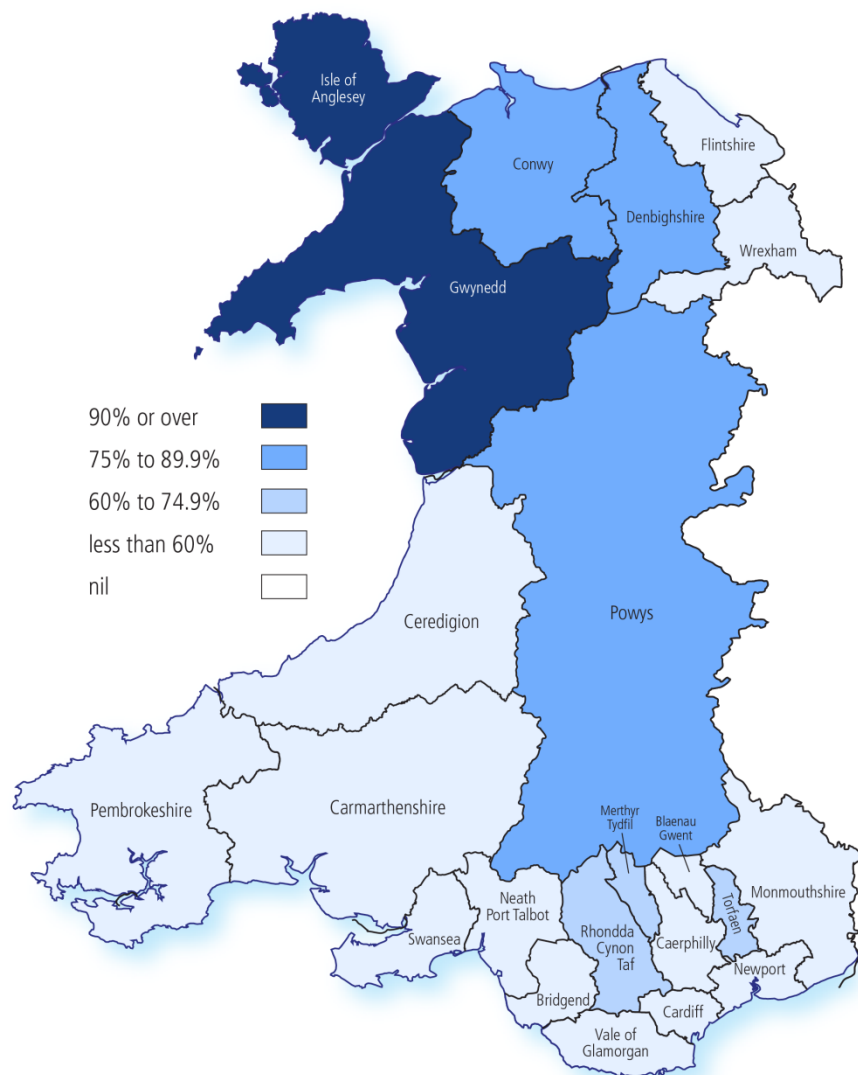 Isle of
Anglesey
Flintshire
Conwy
Denbighshire
Wrexham
Gwynedd
90% or over
75% to 89.9%
60% to 74.9%
less than 60%
nil
Powys
Ceredigion
Pembrokeshire
Carmarthenshire
Merthyr
Tydfil
Blaenau
Gwent
Neath
Port Talbot
Monmouthshire
Torfaen
Swansea
Rhondda
Cynon
Taf
Caerphilly
Newport
Bridgend
Cardiff
Vale of
Glamorgan